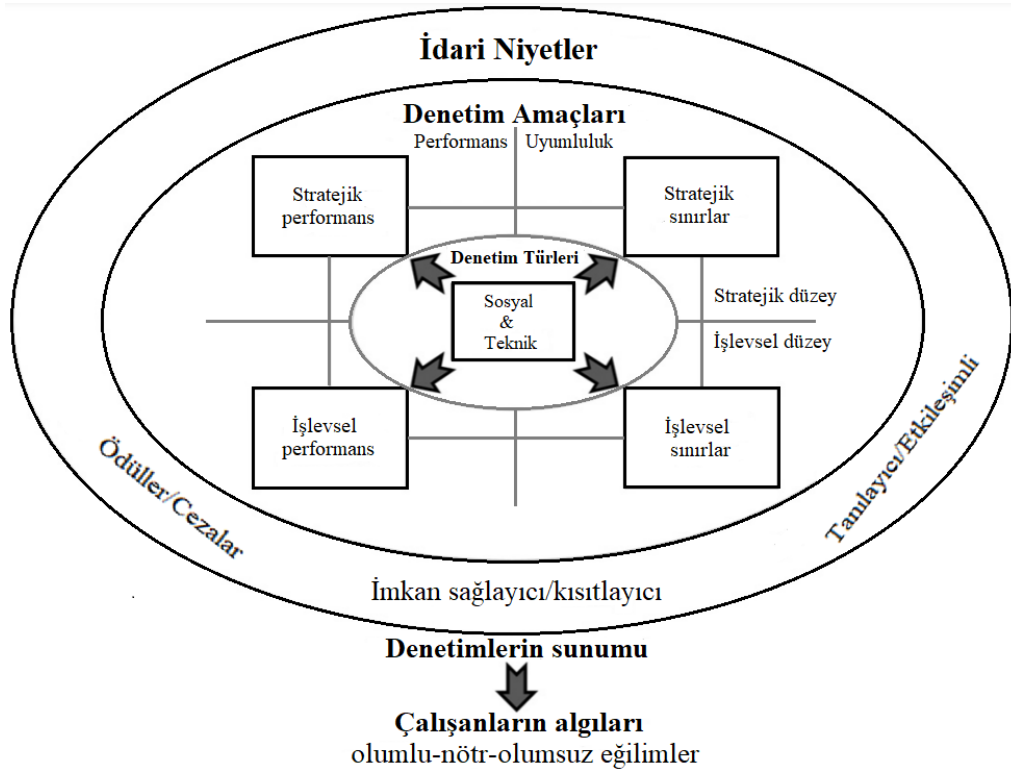 İdari Niyetler
Denetim Amaçları
Performans
Uyumluluk
Stratejik
performans
Stratejik
sınırlar
Denetim Türleri
Sosyal
&
Teknik
Stratejik düzey
İşlevsel düzey
İşlevsel
performans
İşlevsel
sınırlar
Ödüller/Cezalar
Tanılayıcı/Etkileşimli
İmkan sağlayıcı/kısıtlayıcı
Denetimlerin sunumu
Çalışanların algıları
olumlu-nötr-olumsuz eğilimler